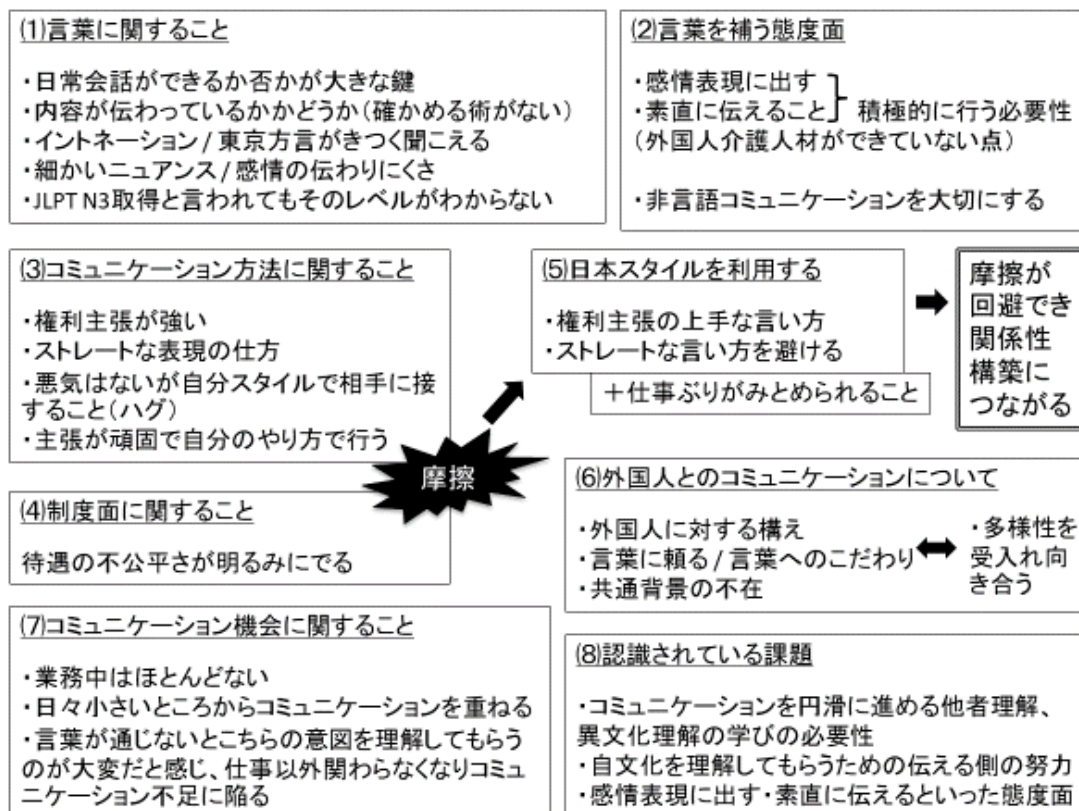 (1)言葉に関すること
・日常会話ができるか否かが大きな鍵
・内容が伝わっているかかどうか(確かめる術がない)
・イントネーション / 東京方言がきつく聞こえる
・細かいニュアンス / 感情の伝わりにくさ
・JLPT N3取得と言われてもそのレベルがわからない
(2)言葉を補う態度面
・感情表現に出す
・素直に伝えること
積極的に行う必要性
(外国人介護人材ができていない点)
・非言語コミュニケーションを大切にする
(3)コミュニケーション方法に関すること
・権利主張が強い
・ストレートな表現の仕方
・悪気はないが自分スタイルで相手に接
すること(ハグ)
・主張が頑固で自分のやり方で行う
摩擦
(4)制度面に関すること
待遇の不公平さが明るみにでる
(5)日本スタイルを利用する
・権利主張の上手な言い方
・ストレートな言い方を避ける
+仕事ぶりがみとめられること
摩擦が
回避でき
関係性
構築に
つながる
(6)外国人とのコミュニケーションについて
・外国人に対する構え
・言葉に頼る / 言葉へのこだわり
・共通背景の不在
・多様性を
受入れ向
き合う
(7)コミュニケーション機会に関すること
・業務中はほとんどない
・日々小さいところからコミュニケーションを重ねる
・言葉が通じないとこちらの意図を理解してもらう
のが大変だと感じ、仕事以外関わらなくなりコミュ
ニケーション不足に陥る
(8)認識されている課題
・コミュニケーションを円滑に進める他者理解、
異文化理解の学びの必要性
・自文化を理解してもらうための伝える側の努力
・感情表現に出す・素直に伝えるといった態度面